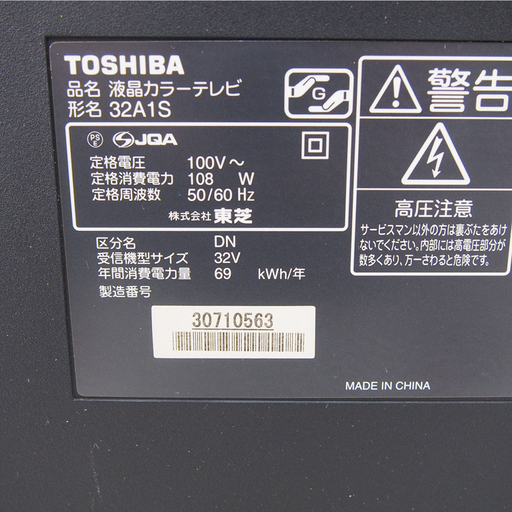 TOSHIBA
品名 液晶カラーテレビ
形名 32A1S
G
PS
E
JQA
定格電圧 100V～
定格消費電力 108 W
定格周波数 50/60 Hz
株式会社 東芝
区分名 DN
受信機型サイズ 32V
年間消費電力量 69 kWh/年
製造番号
30710563
警告
高圧注意
サービスマン以外の方は裏ぶたをあけ
ないでください。内部には高電圧部分が
数多くあり、万一さわると危険です。
MADE IN CHINA